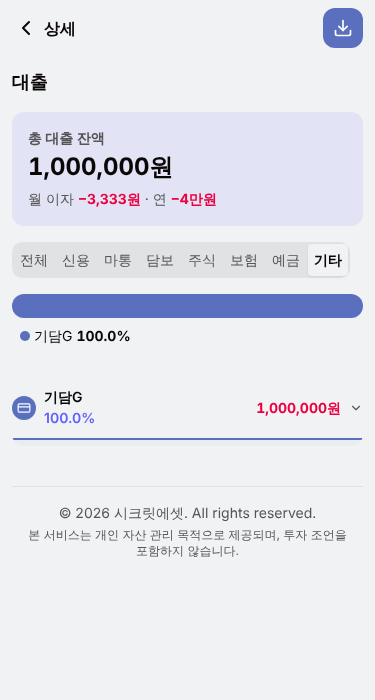 상세
대출
총 대출 잔액
1,000,000원
월 이자 −3,333원 · 연 −4만원
전체 신용 마통 담보 주식 보험 예금 기타
기담G 100.0%
기담G
100.0%
1,000,000원
© 2026 시크릿에셋. All rights reserved.
본 서비스는 개인 자산 관리 목적으로 제공되며, 투자 조언을
포함하지 않습니다.